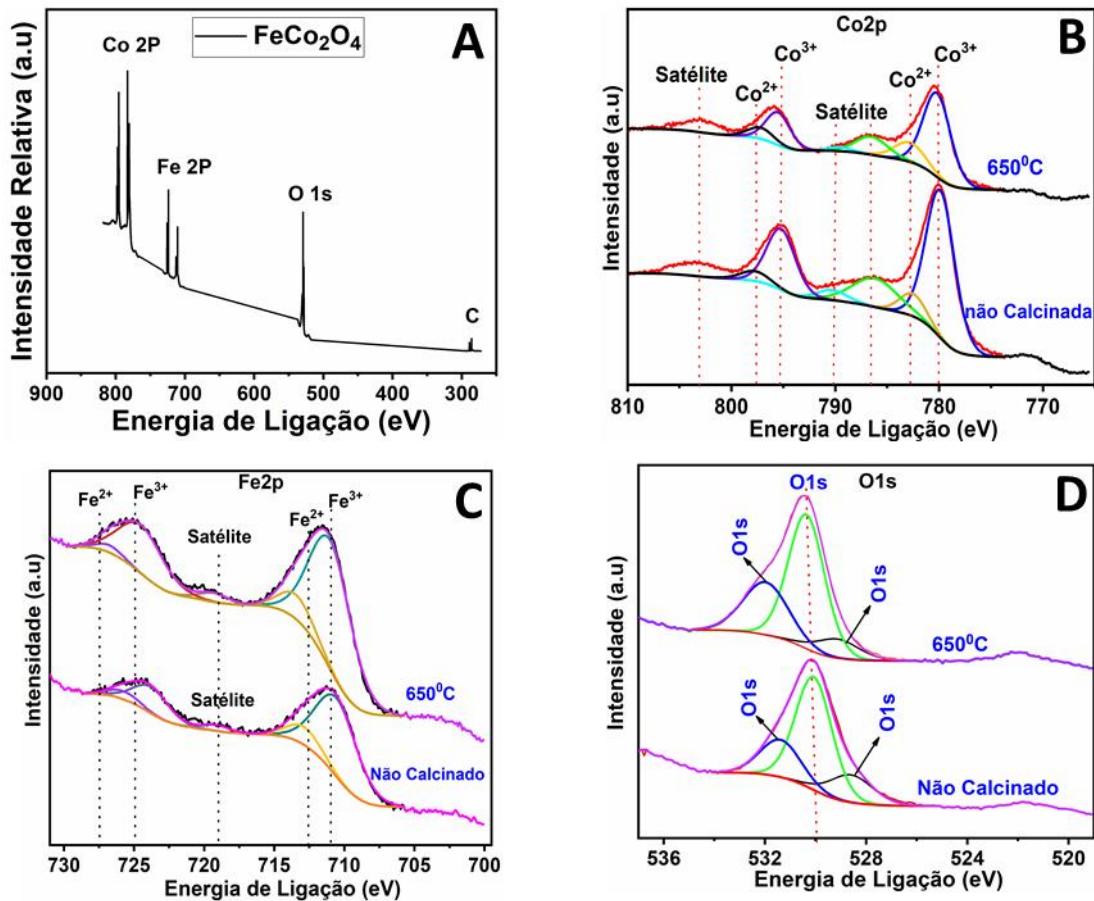 A
FeCo₂O₄
Co 2P
Fe 2P
O 1s
C
Intensidade Relativa (a.u)
900 800 700 600 500 400 300
Energia de Ligação (eV)
B
Co2p
Co³⁺
Co³⁺
Co²⁺
Co²⁺
Satélite
Satélite
650⁰C
não Calcinada
Intensidade (a.u)
810 800 790 780 770
Energia de Ligação (eV)
C
Fe2p
Fe²⁺
Fe³⁺
Fe³⁺
Fe²⁺
Satélite
650⁰C
Satélite
Não Calcinado
Intensidade (a.u)
730 725 720 715 710 705 700
Energia de Ligação (eV)
D
O1s
O1s
O1s
O1s
650⁰C
O1s
O1s
Não Calcinado
Intensidade (a.u)
536 532 528 524 520
Energia de Ligação (eV)